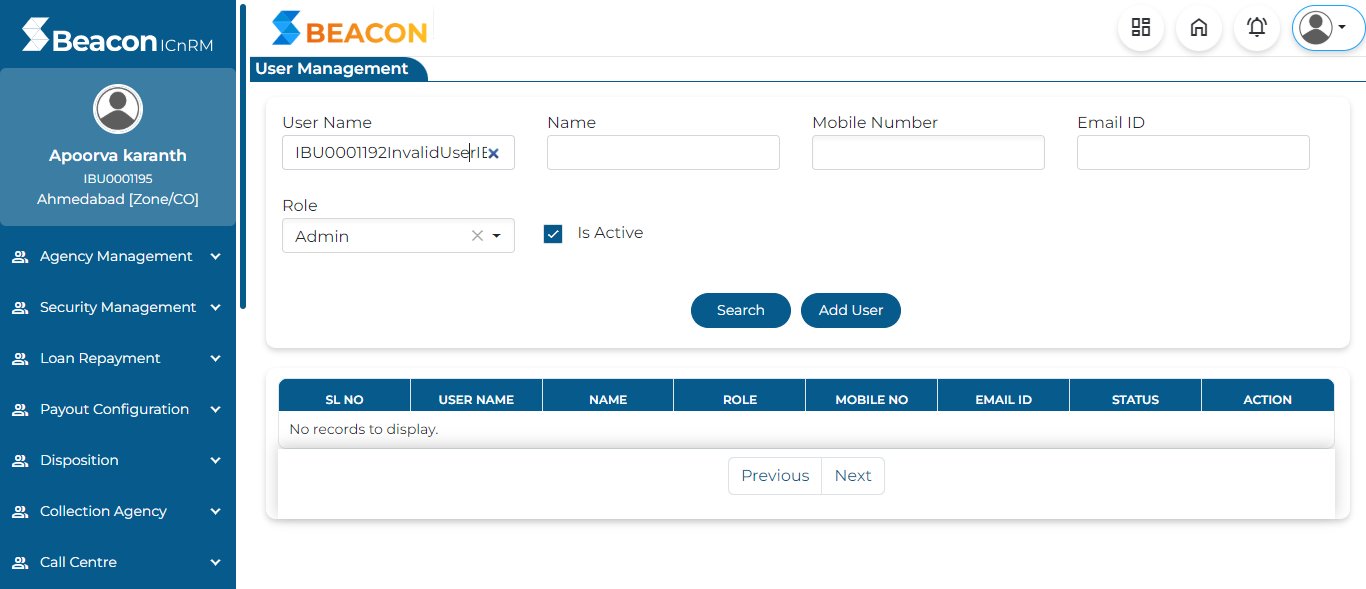 Beacon ICnRM
Apoorva karanth
IBU0001195
Ahmedabad [Zone/CO]
Agency Management
Security Management
Loan Repayment
Payout Configuration
Disposition
Collection Agency
Call Centre
BEACON
User Management
User Name
Name
Mobile Number
Email ID
IBU0001192InvalidUserIE
Role
Admin
Is Active
Search
Add User
SL NO USER NAME NAME ROLE MOBILE NO EMAIL ID STATUS ACTION
No records to display.
Previous Next